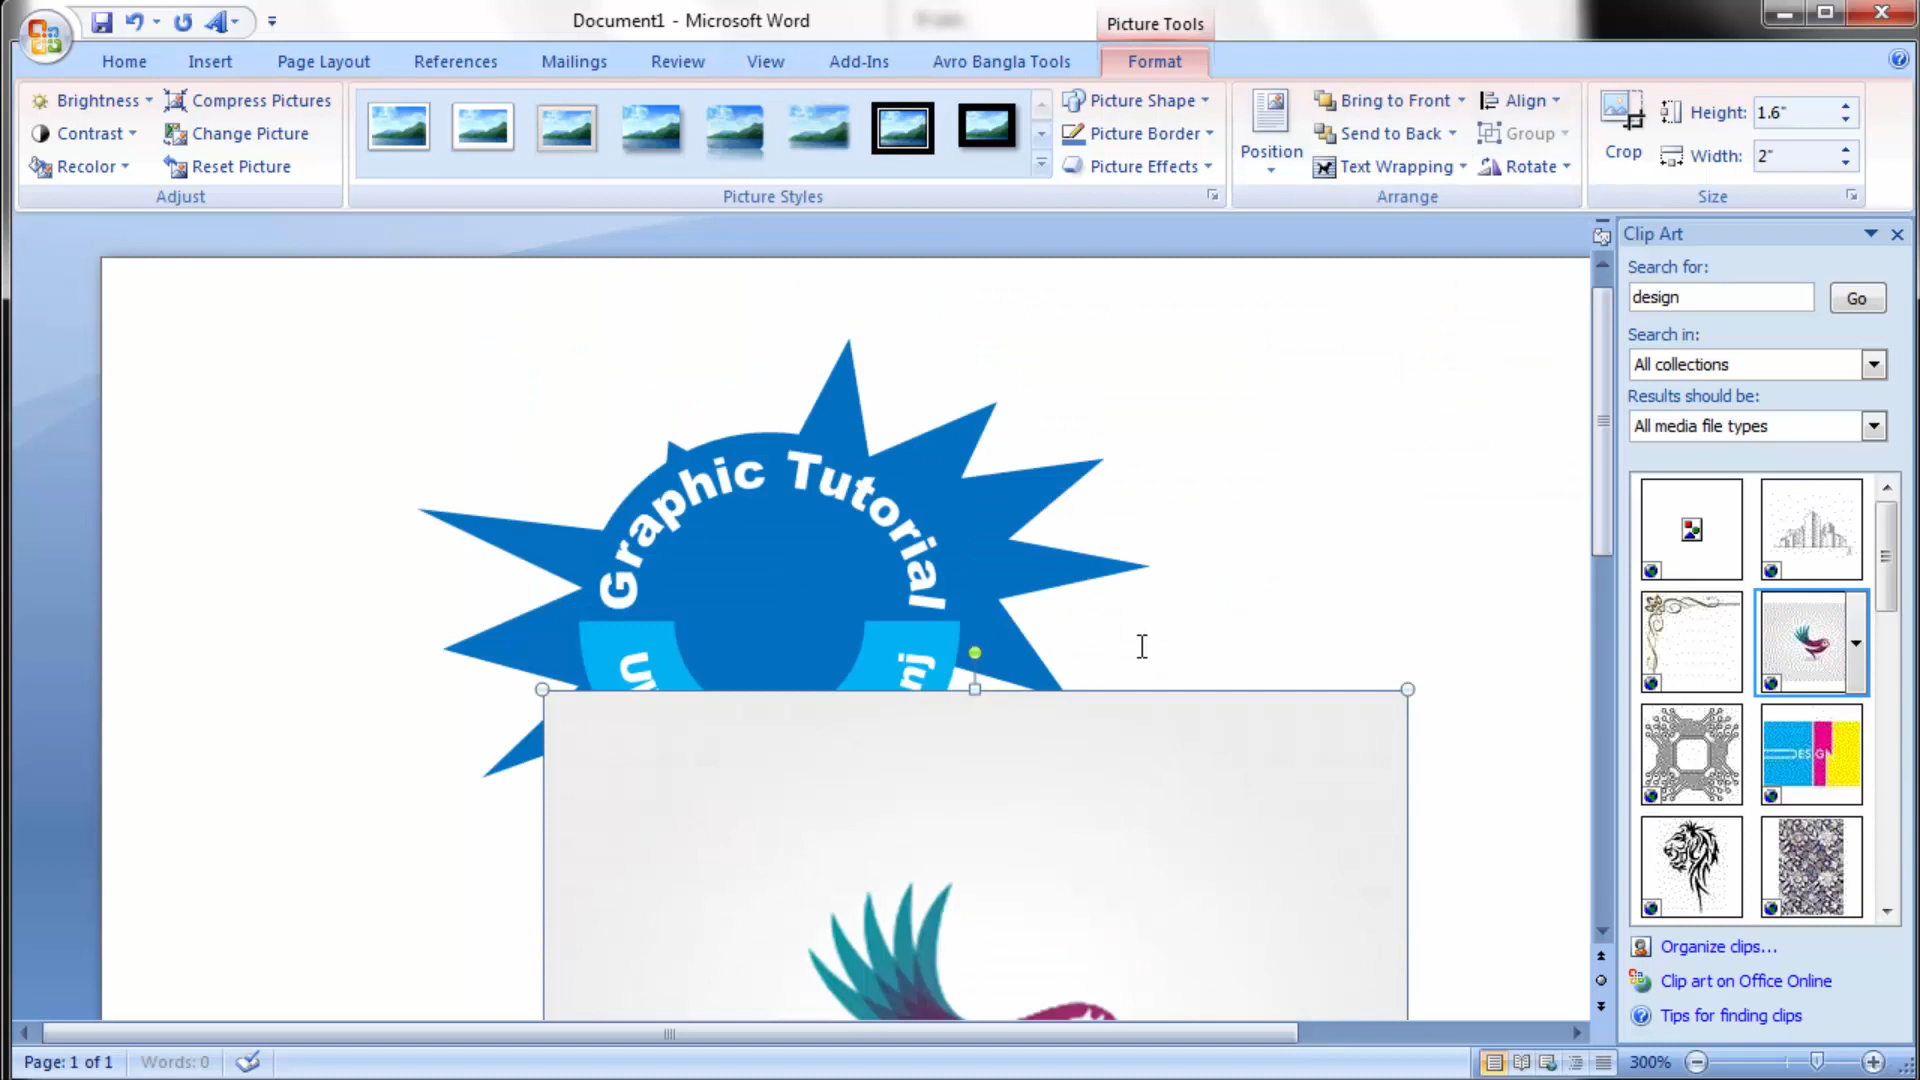 Document1 - Microsoft Word
Picture Tools
Home Insert Page Layout References Mailings Review View Add-Ins Avro Bangla Tools Format
Brightness Compress Pictures Picture Shape Bring to Front Align Height: 1.6"
Contrast Change Picture Picture Border Send to Back Group
Recolor Reset Picture Picture Effects Position Text Wrapping Rotate Crop Width: 2"
Adjust Picture Styles Arrange Size
Clip Art
Search for:
design Go
Search in:
All collections
Results should be:
All media file types
Graphic Tutorial
DESIGN
Organize clips...
Clip art on Office Online
Tips for finding clips
Page: 1 of 1 Words: 0 300%